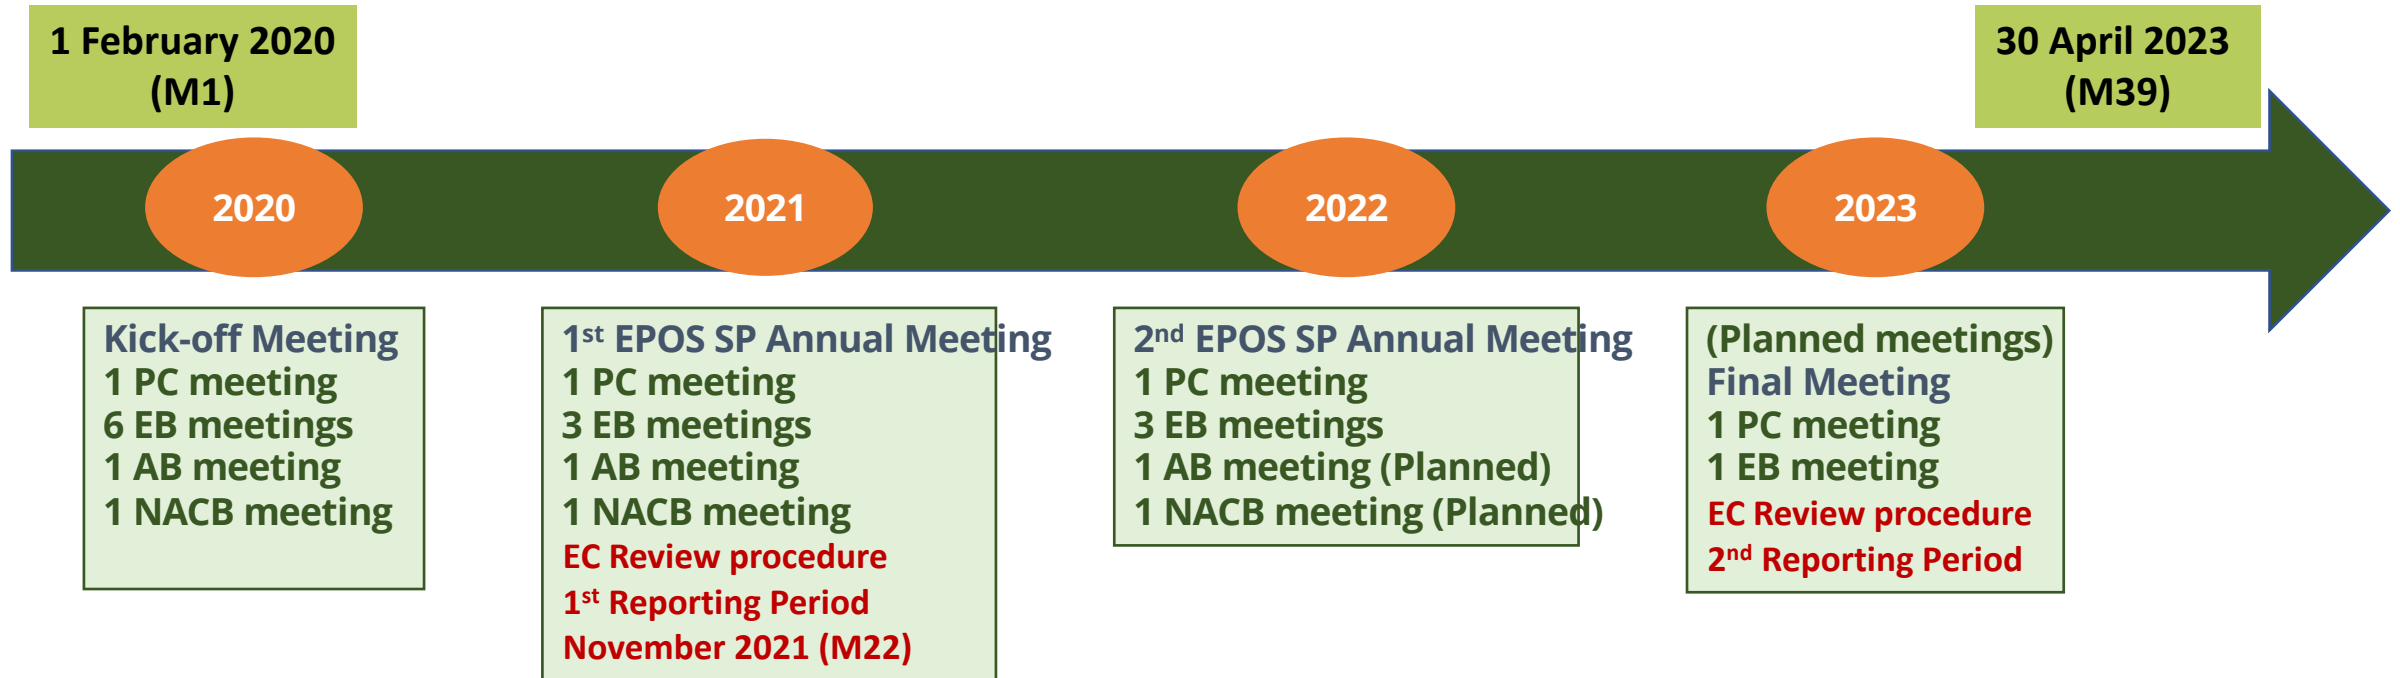 1 February 2020
(M1)
30 April 2023
(M39)
2020
2021
2022
2023
Kick-off Meeting
1 PC meeting
6 EB meetings
1 AB meeting
1 NACB meeting
1st EPOS SP Annual Meeting
1 PC meeting
3 EB meetings
1 AB meeting
1 NACB meeting
EC Review procedure
1st Reporting Period
November 2021 (M22)
2nd EPOS SP Annual Meeting
1 PC meeting
3 EB meetings
1 AB meeting (Planned)
1 NACB meeting (Planned)
(Planned meetings)
Final Meeting
1 PC meeting
1 EB meeting
EC Review procedure
2nd Reporting Period